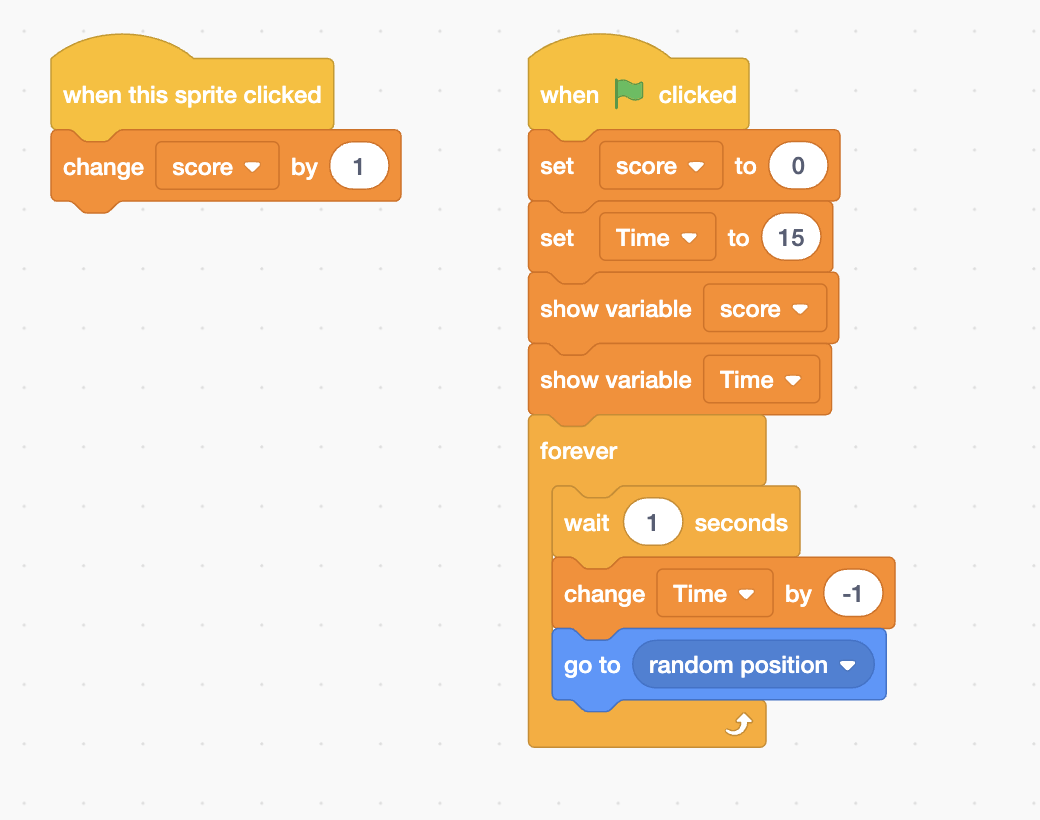 when this sprite clicked
change score by 1
when clicked
set score to 0
set Time to 15
show variable score
show variable Time
forever
wait 1 seconds
change Time by -1
go to random position